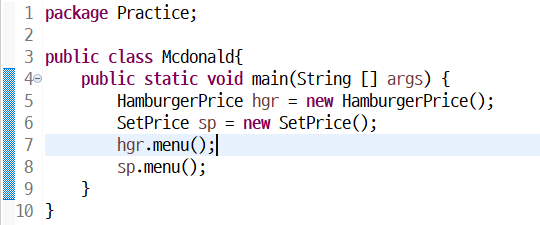 1 package Practice;
2
3 public class Mcdonald{
4 public static void main(String [] args) {
5 HamburgerPrice hgr = new HamburgerPrice();
6 SetPrice sp = new SetPrice();
7 hgr.menu();
8 sp.menu();
9 }
10 }